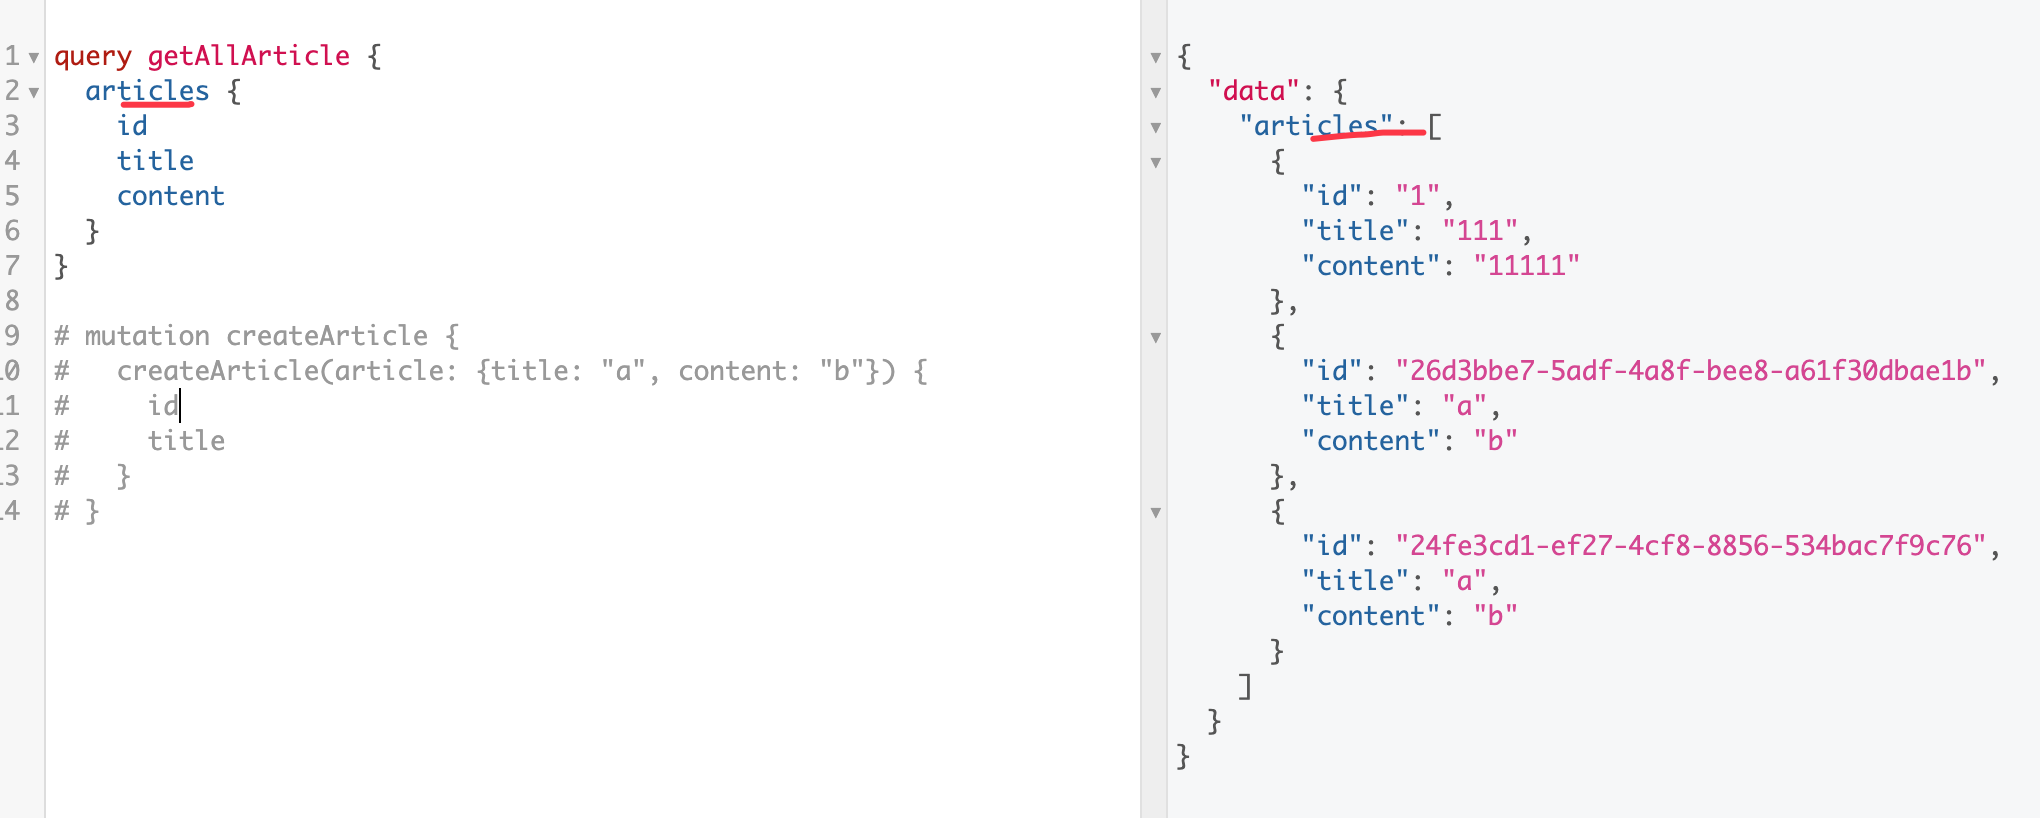 1 query getAllArticle {
2   articles {
3     id
4     title
5     content
6   }
7 }
8
9 # mutation createArticle {
10 #   createArticle(article: {title: "a", content: "b"}) {
11 #     id
12 #     title
13 #   }
14 # }
{
  "data": {
    "articles": [
      {
        "id": "1",
        "title": "111",
        "content": "11111"
      },
      {
        "id": "26d3bbe7-5adf-4a8f-bee8-a61f30dbae1b",
        "title": "a",
        "content": "b"
      },
      {
        "id": "24fe3cd1-ef27-4cf8-8856-534bac7f9c76",
        "title": "a",
        "content": "b"
      }
    ]
  }
}